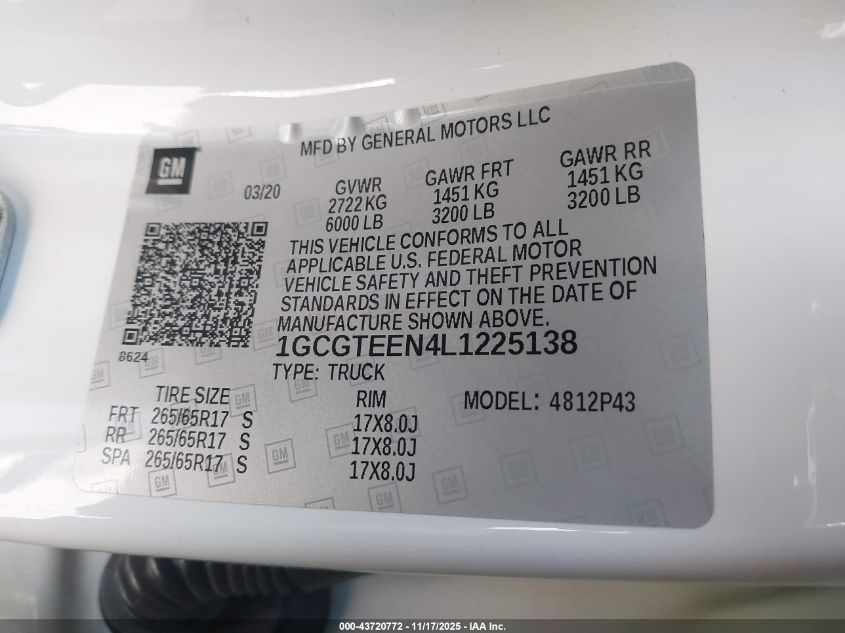 MFD BY GENERAL MOTORS LLC
GM
03/20
GVWR GAWR FRT GAWR RR
2722 KG 1451 KG 1451 KG
6000 LB 3200 LB 3200 LB
THIS VEHICLE CONFORMS TO ALL
APPLICABLE U.S. FEDERAL MOTOR
VEHICLE SAFETY AND THEFT PREVENTION
STANDARDS IN EFFECT ON THE DATE OF
MANUFACTURE SHOWN ABOVE.
8624
1GCGTEEN4L1225138
TYPE: TRUCK
TIRE SIZE RIM MODEL: 4812P43
FRT 265/65R17 S 17X8.0J
RR 265/65R17 S 17X8.0J
SPA 265/65R17 S 17X8.0J
000-43720772 - 11/17/2025 - IAA Inc.